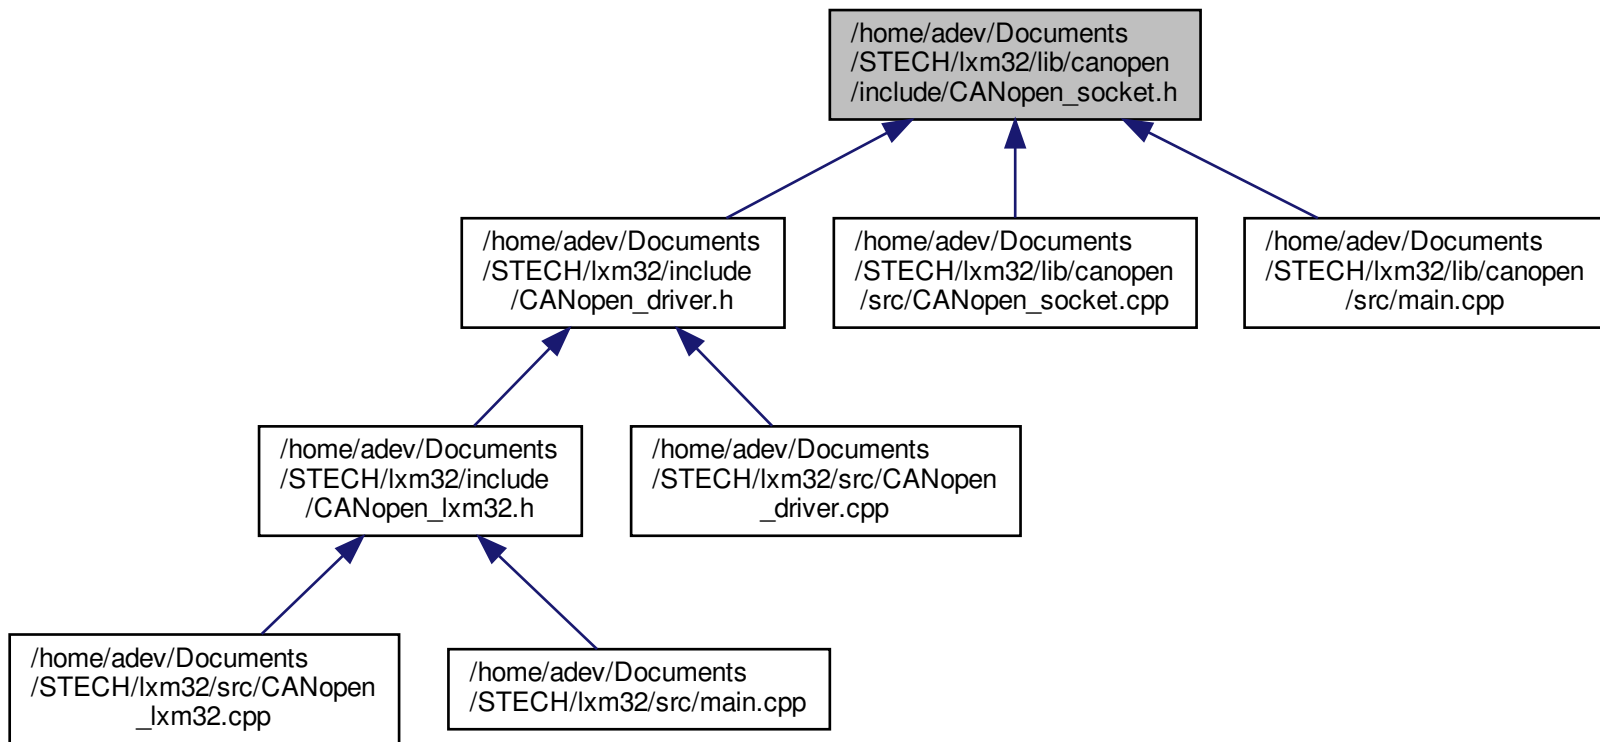 /home/adev/Documents
/STECH/lxm32/lib/canopen
/include/CANopen_socket.h
/home/adev/Documents
/STECH/lxm32/include
/CANopen_driver.h
/home/adev/Documents
/STECH/lxm32/lib/canopen
/src/CANopen_socket.cpp
/home/adev/Documents
/STECH/lxm32/lib/canopen
/src/main.cpp
/home/adev/Documents
/STECH/lxm32/include
/CANopen_lxm32.h
/home/adev/Documents
/STECH/lxm32/src/CANopen
_driver.cpp
/home/adev/Documents
/STECH/lxm32/src/CANopen
_lxm32.cpp
/home/adev/Documents
/STECH/lxm32/src/main.cpp